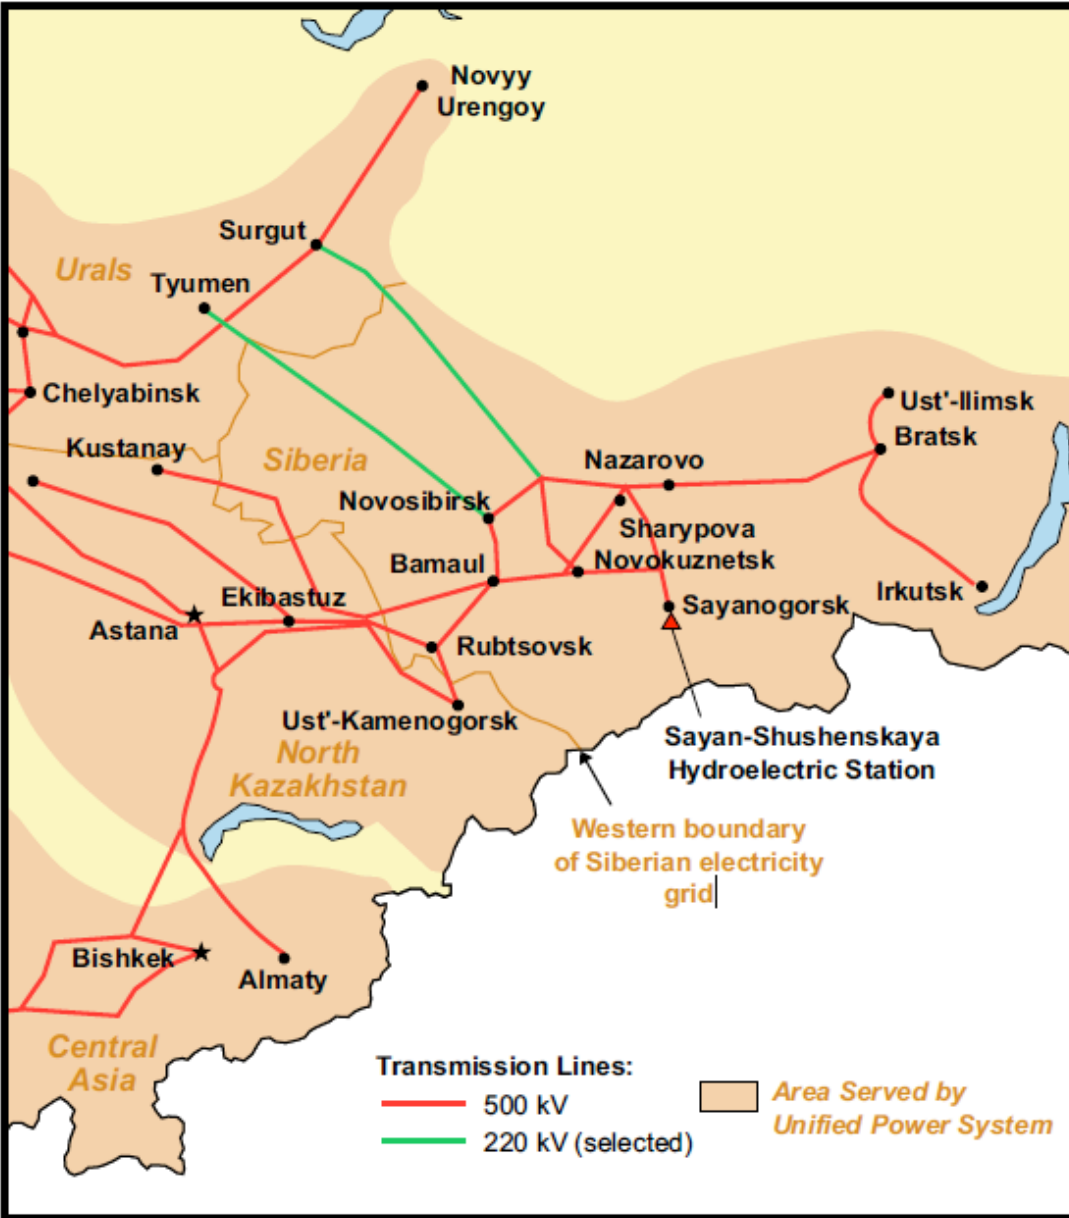 Novyy
Urengoy
Surgut
Urals
Tyumen
Chelyabinsk
Ust'-Ilimsk
Bratsk
Kustanay
Siberia
Nazarovo
Novosibirsk
Sharypova
Bamaul
Novokuznetsk
Irkutsk
Ekibastuz
Sayanogorsk
Astana
Rubtsovsk
Ust'-Kamenogorsk
North
Kazakhstan
Sayan-Shushenskaya
Hydroelectric Station
Western boundary
of Siberian electricity
grid
Bishkek
Almaty
Central
Asia
Transmission Lines:
500 kV
220 kV (selected)
Area Served by
Unified Power System